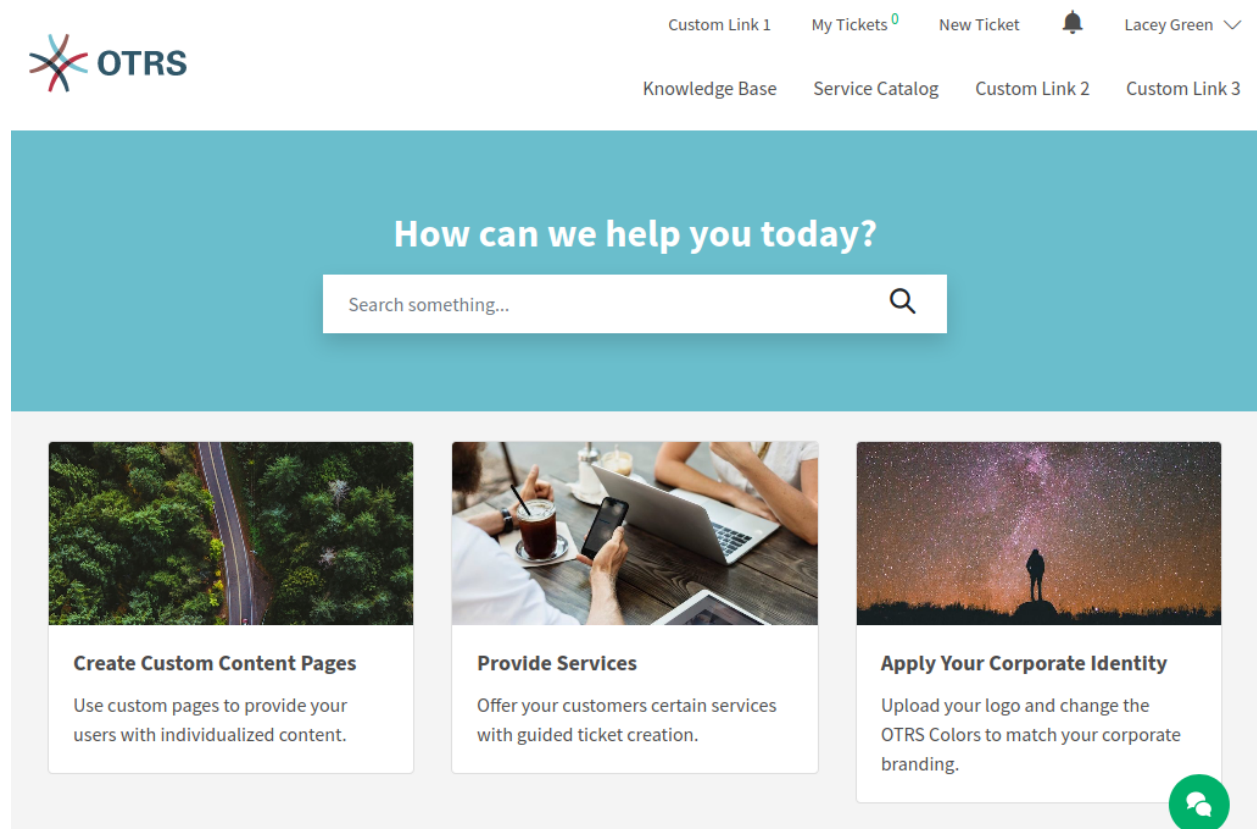 Custom Link 1 My Tickets 0 New Ticket Lacey Green
OTRS
Knowledge Base Service Catalog Custom Link 2 Custom Link 3
How can we help you today?
Search something...
Create Custom Content Pages
Use custom pages to provide your
users with individualized content.
Provide Services
Offer your customers certain services
with guided ticket creation.
Apply Your Corporate Identity
Upload your logo and change the
OTRS Colors to match your corporate
branding.